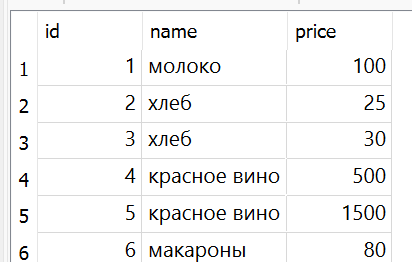 id name price
1 1 молоко 100
2 2 хлеб 25
3 3 хлеб 30
4 4 красное вино 500
5 5 красное вино 1500
6 6 макароны 80